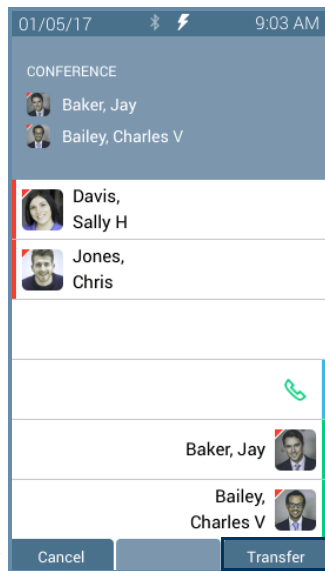 01/05/17 9:03 AM
CONFERENCE
Baker, Jay
Bailey, Charles V
Davis,
Sally H
Jones,
Chris
Baker, Jay
Bailey,
Charles V
Cancel Transfer